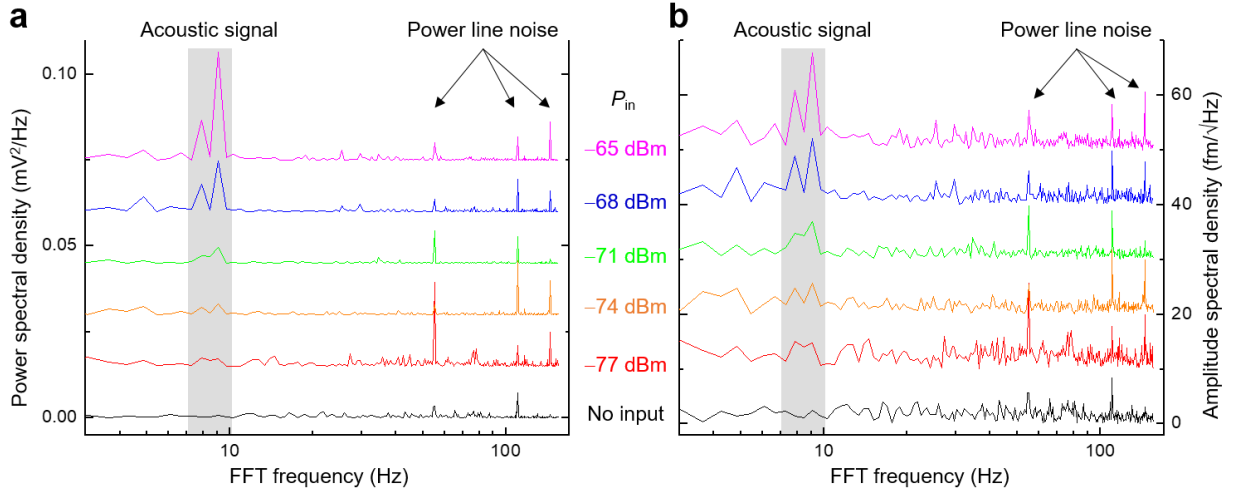 a
Acoustic signal
Power line noise
Power spectral density (mV²/Hz)
0.10
0.05
0.00
10
100
FFT frequency (Hz)
P_in
−65 dBm
−68 dBm
−71 dBm
−74 dBm
−77 dBm
No input
b
Acoustic signal
Power line noise
60
40
20
0
Amplitude spectral density (fm/√Hz)
10
100
FFT frequency (Hz)